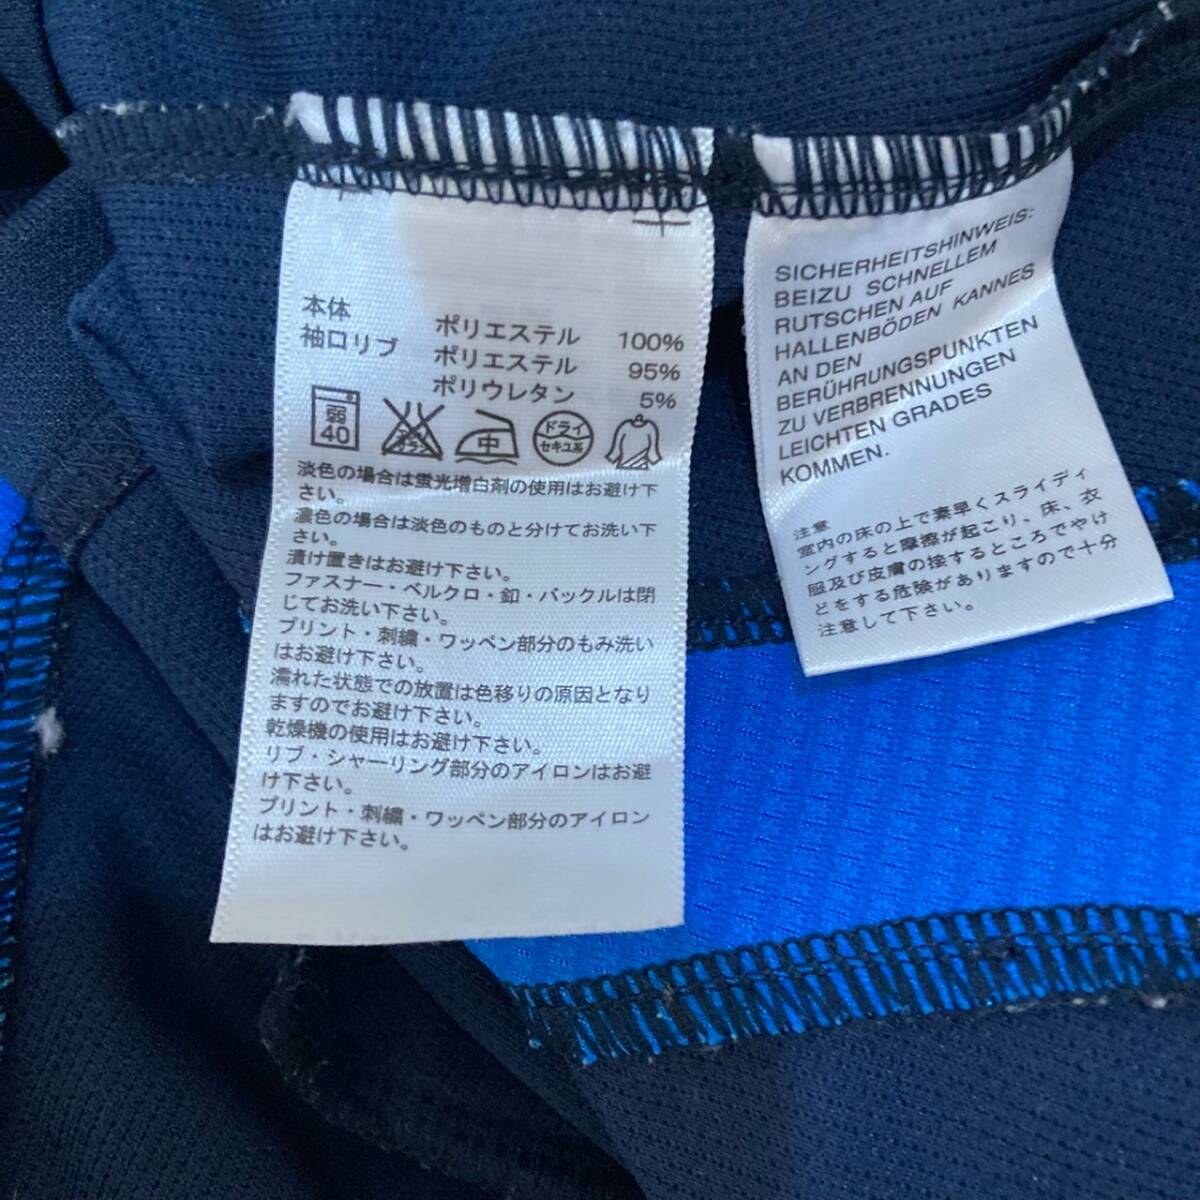 本体 ポリエステル 100%
袖口リブ ポリエステル 95%
ポリウレタン 5%
弱 40 エンソ サラシ 中 ドライ セキユ系
淡色の場合は蛍光増白剤の使用はお避け下
さい。
濃色の場合は淡色のものと分けてお洗い下
さい。
漬け置きはお避け下さい。
ファスナー・ベルクロ・釦・バックルは閉
じてお洗い下さい。
プリント・刺繍・ワッペン部分のもみ洗い
はお避け下さい。
濡れた状態での放置は色移りの原因となり
ますのでお避け下さい。
乾燥機の使用はお避け下さい。
リブ・シャーリング部分のアイロンはお避
け下さい。
プリント・刺繍・ワッペン部分のアイロン
はお避け下さい。
SICHERHEITSHINWEIS:
BEIZU SCHNELLEM
RUTSCHEN AUF
HALLENBÖDEN KANNES
AN DEN
BERÜHRUNGSPUNKTEN
ZU VERBRENNUNGEN
LEICHTEN GRADES
KOMMEN.
注意
室内の床の上で素早くスライディ
ングすると摩擦が起こり、床、衣
服及び皮膚の接するところでやけ
どをする危険がありますので十分
注意して下さい。